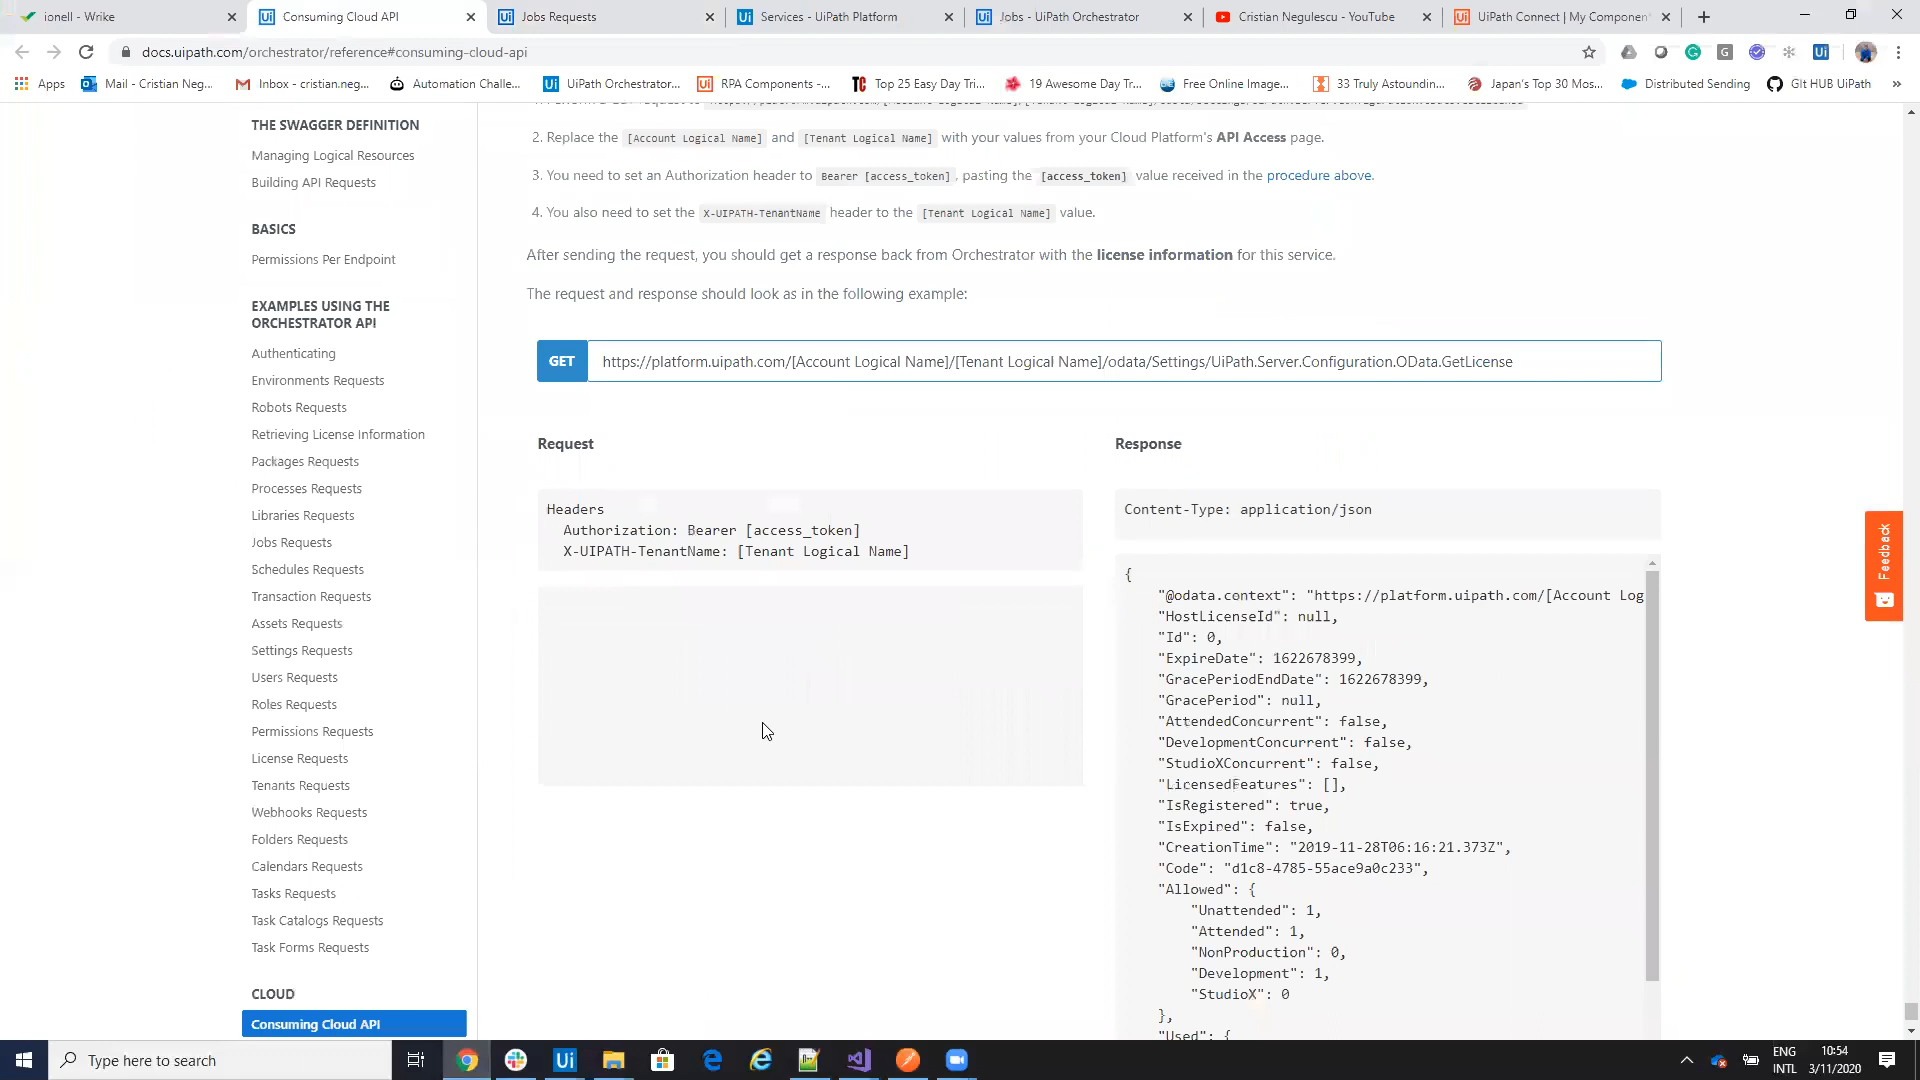 ionell - Wrike
Consuming Cloud API
Jobs Requests
Services - UiPath Platform
Jobs - UiPath Orchestrator
Cristian Negulescu - YouTube
UiPath Connect | My Component
docs.uipath.com/orchestrator/reference#consuming-cloud-api
Apps
Mail - Cristian Neg...
Inbox - cristian.neg...
Automation Challe...
UiPath Orchestrator...
RPA Components -...
Top 25 Easy Day Tri...
19 Awesome Day Tr...
Free Online Image...
33 Truly Astoundin...
Japan's Top 30 Mos...
Distributed Sending
Git HUB UiPath
»
THE SWAGGER DEFINITION
Managing Logical Resources
Building API Requests
BASICS
Permissions Per Endpoint
EXAMPLES USING THE
ORCHESTRATOR API
Authenticating
Environments Requests
Robots Requests
Retrieving License Information
Packages Requests
Processes Requests
Libraries Requests
Jobs Requests
Schedules Requests
Transaction Requests
Assets Requests
Settings Requests
Users Requests
Roles Requests
Permissions Requests
License Requests
Tenants Requests
Webhooks Requests
Folders Requests
Calendars Requests
Tasks Requests
Task Catalogs Requests
Task Forms Requests
CLOUD
Consuming Cloud API
2. Replace the [Account Logical Name] and [Tenant Logical Name] with your values from your Cloud Platform's API Access page.
3. You need to set an Authorization header to Bearer [access_token], pasting the [access_token] value received in the procedure above.
4. You also need to set the X-UIPATH-TenantName header to the [Tenant Logical Name] value.
After sending the request, you should get a response back from Orchestrator with the license information for this service.
The request and response should look as in the following example:
GET https://platform.uipath.com/[Account Logical Name]/[Tenant Logical Name]/odata/Settings/UiPath.Server.Configuration.OData.GetLicense
Request
Headers
Authorization: Bearer [access_token]
X-UIPATH-TenantName: [Tenant Logical Name]
Response
Content-Type: application/json
{
"@odata.context": "https://platform.uipath.com/[Account Log
"HostLicenseId": null,
"Id": 0,
"ExpireDate": 1622678399,
"GracePeriodEndDate": 1622678399,
"GracePeriod": null,
"AttendedConcurrent": false,
"DevelopmentConcurrent": false,
"StudioXConcurrent": false,
"LicensedFeatures": [],
"IsRegistered": true,
"IsExpired": false,
"CreationTime": "2019-11-28T06:16:21.373Z",
"Code": "d1c8-4785-55ace9a0c233",
"Allowed": {
"Unattended": 1,
"Attended": 1,
"NonProduction": 0,
"Development": 1,
"StudioX": 0
},
"Used": {
Feedback
Type here to search
ENG
INTL
10:54
3/11/2020